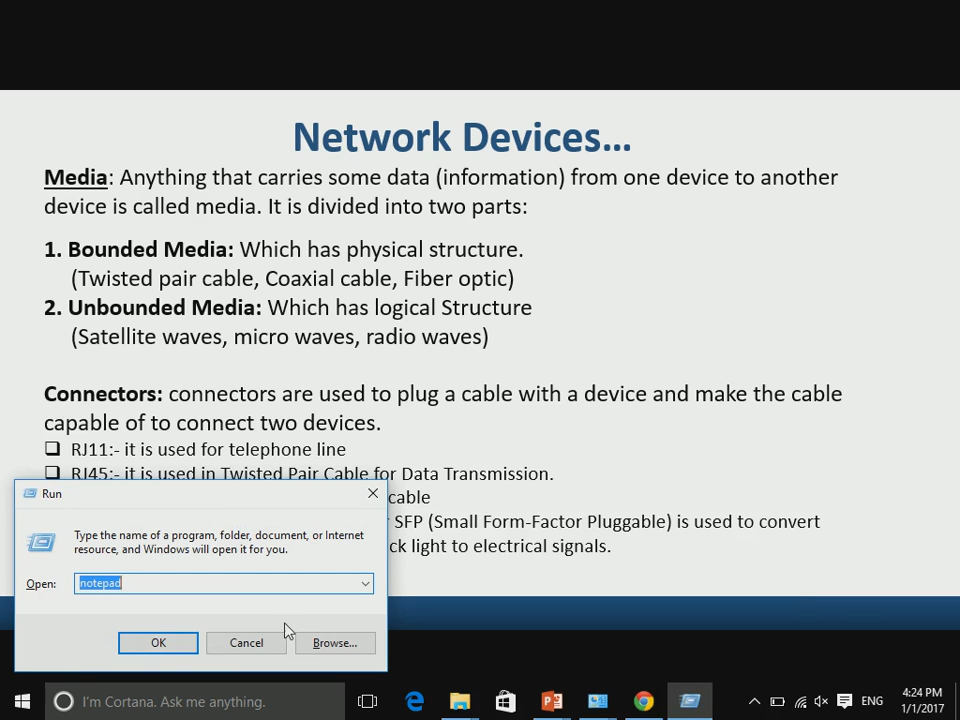 Network Devices...
Media: Anything that carries some data (information) from one device to another
device is called media. It is divided into two parts:
1. Bounded Media: Which has physical structure.
(Twisted pair cable, Coaxial cable, Fiber optic)
2. Unbounded Media: Which has logical Structure
(Satellite waves, micro waves, radio waves)
Connectors: connectors are used to plug a cable with a device and make the cable
capable of to connect two devices.
❑ RJ11:- it is used for telephone line
❑ RJ45:- it is used in Twisted Pair Cable for Data Transmission.
cable
SFP (Small Form-Factor Pluggable) is used to convert
light to electrical signals.
Run
Type the name of a program, folder, document, or Internet
resource, and Windows will open it for you.
Open: notepad
OK Cancel Browse...
I'm Cortana. Ask me anything.
ENG
4:24 PM
1/1/2017